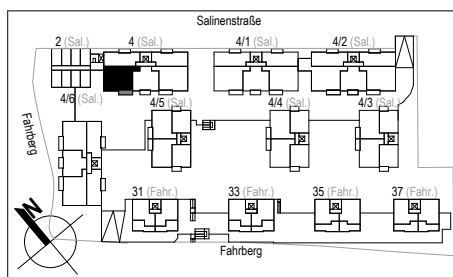 Salinenstraße
2 (Sal.) 4 (Sal.) 4/1 (Sal.) 4/2 (Sal.)
4/6 (Sal.) 4/5 (Sal.) 4/4 (Sal.) 4/3 (Sal.)
Fahrberg
31 (Fahr.) 33 (Fahr.) 35 (Fahr.) 37 (Fahr.)
N
Fahrberg